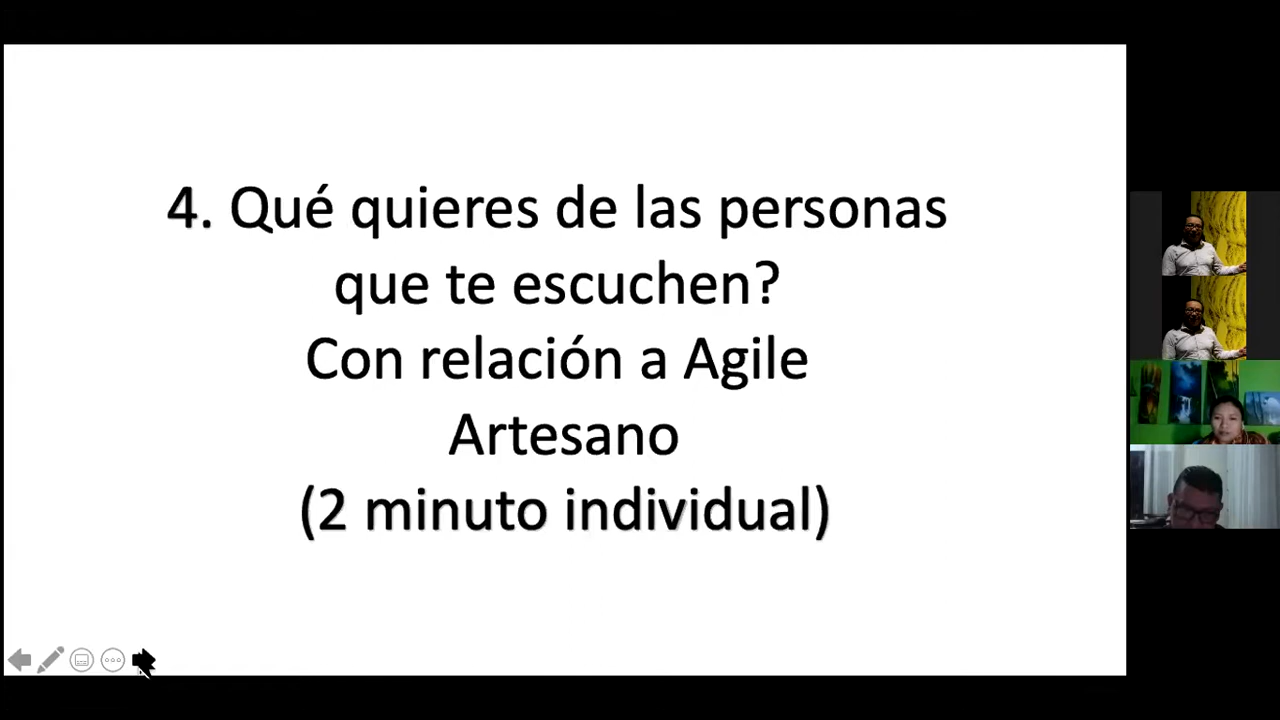 4. Qué quieres de las personas
que te escuchen?
Con relación a Agile
Artesano
(2 minuto individual)